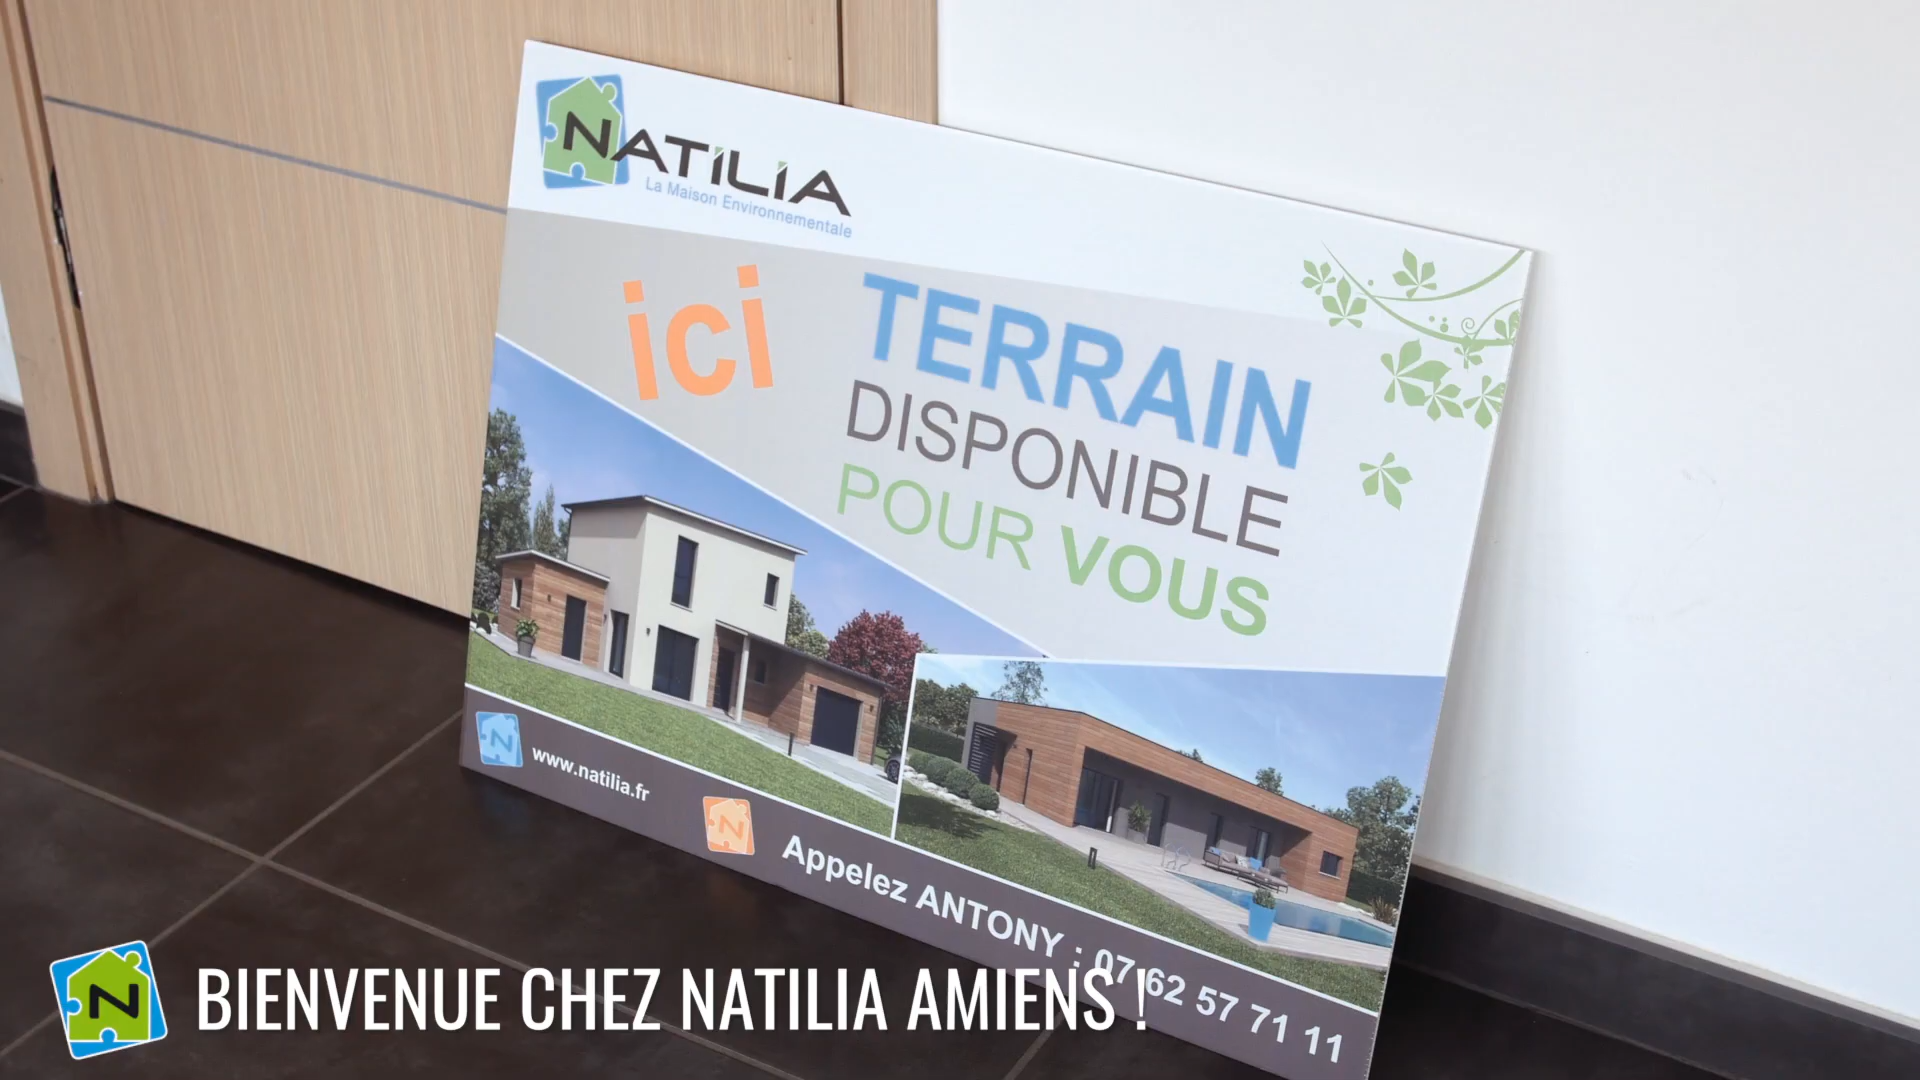 NATILIA
La Maison Environnementale
ici
TERRAIN
DISPONIBLE
POUR VOUS
N
www.natilia.fr
N
Appelez ANTONY : 07 62 57 71 11
N
BIENVENUE CHEZ NATILIA AMIENS !